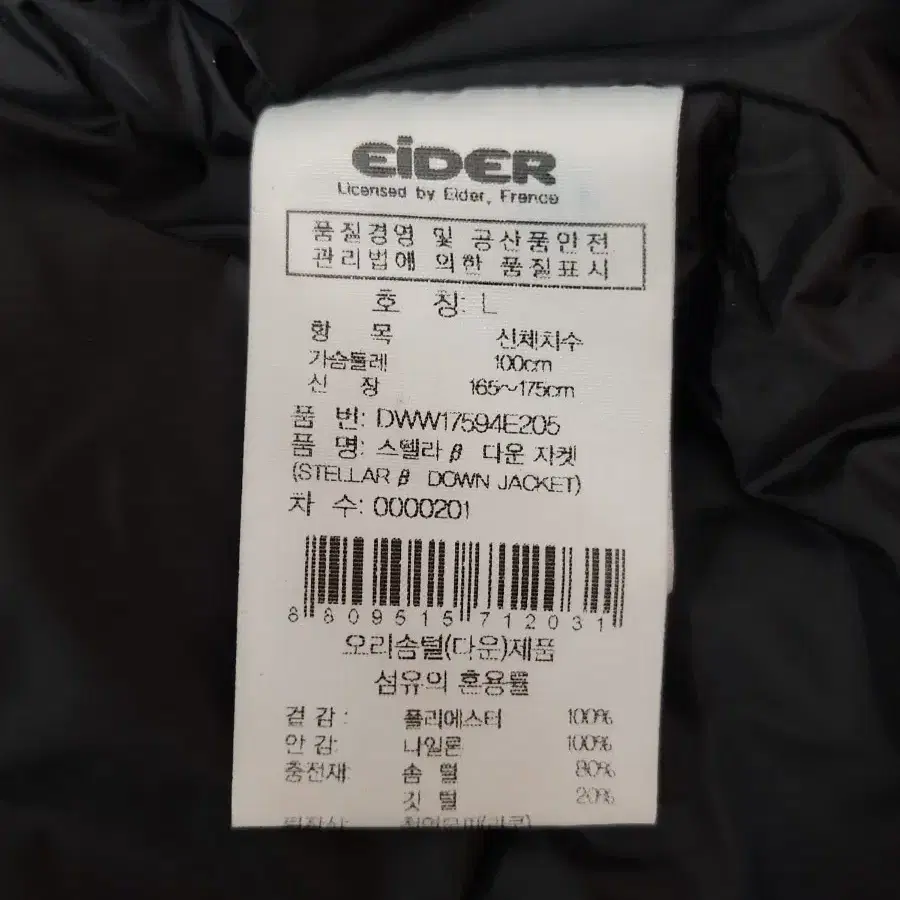 EiDER
Licensed by Eider, France
품질경영 및 공산품안전
관리법에 의한 품질표시
호 칭: L
항 목 신체치수
가슴둘레 100cm
신 장 165~175cm
품 번: DWW17594E205
품 명: 스텔라 β 다운 자켓
(STELLAR β DOWN JACKET)
차 수: 0000201
8 809515 712031
오리솜털(다운)제품
섬유의 혼용률
겉 감 : 폴리에스터 100%
안 감: 나일론 100%
충전재: 솜 털 80%
깃 털 20%